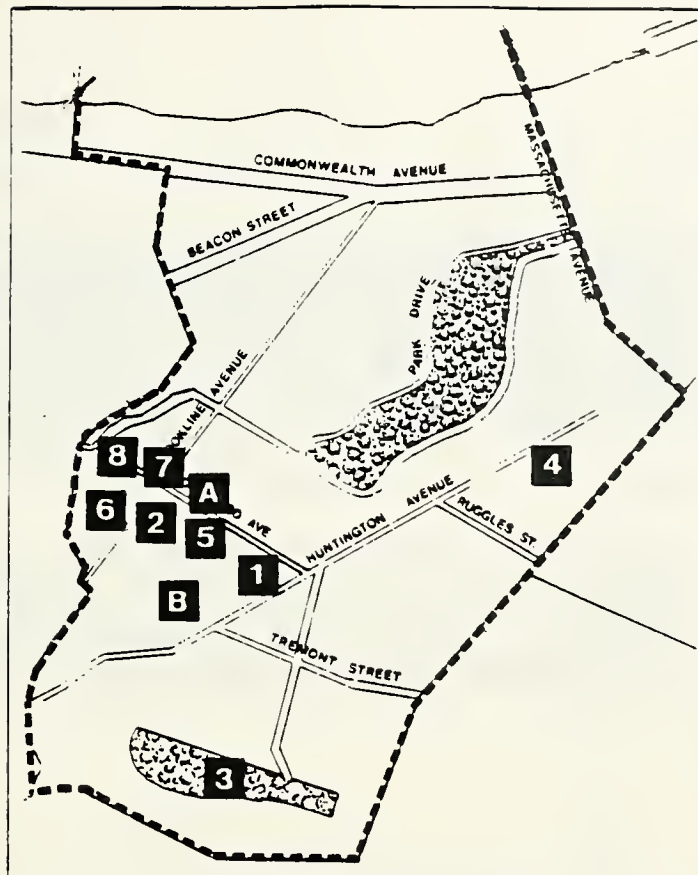 COMMONWEALTH AVENUE
MASSACHUSETTS AVENUE
BEACON STREET
PARK DRIVE
OKLINE AVENUE
8
7
A
4
6
2
5
AVE
HUNTINGTON AVENUE
RUGGLES ST.
1
B
TREMONT STREET
3